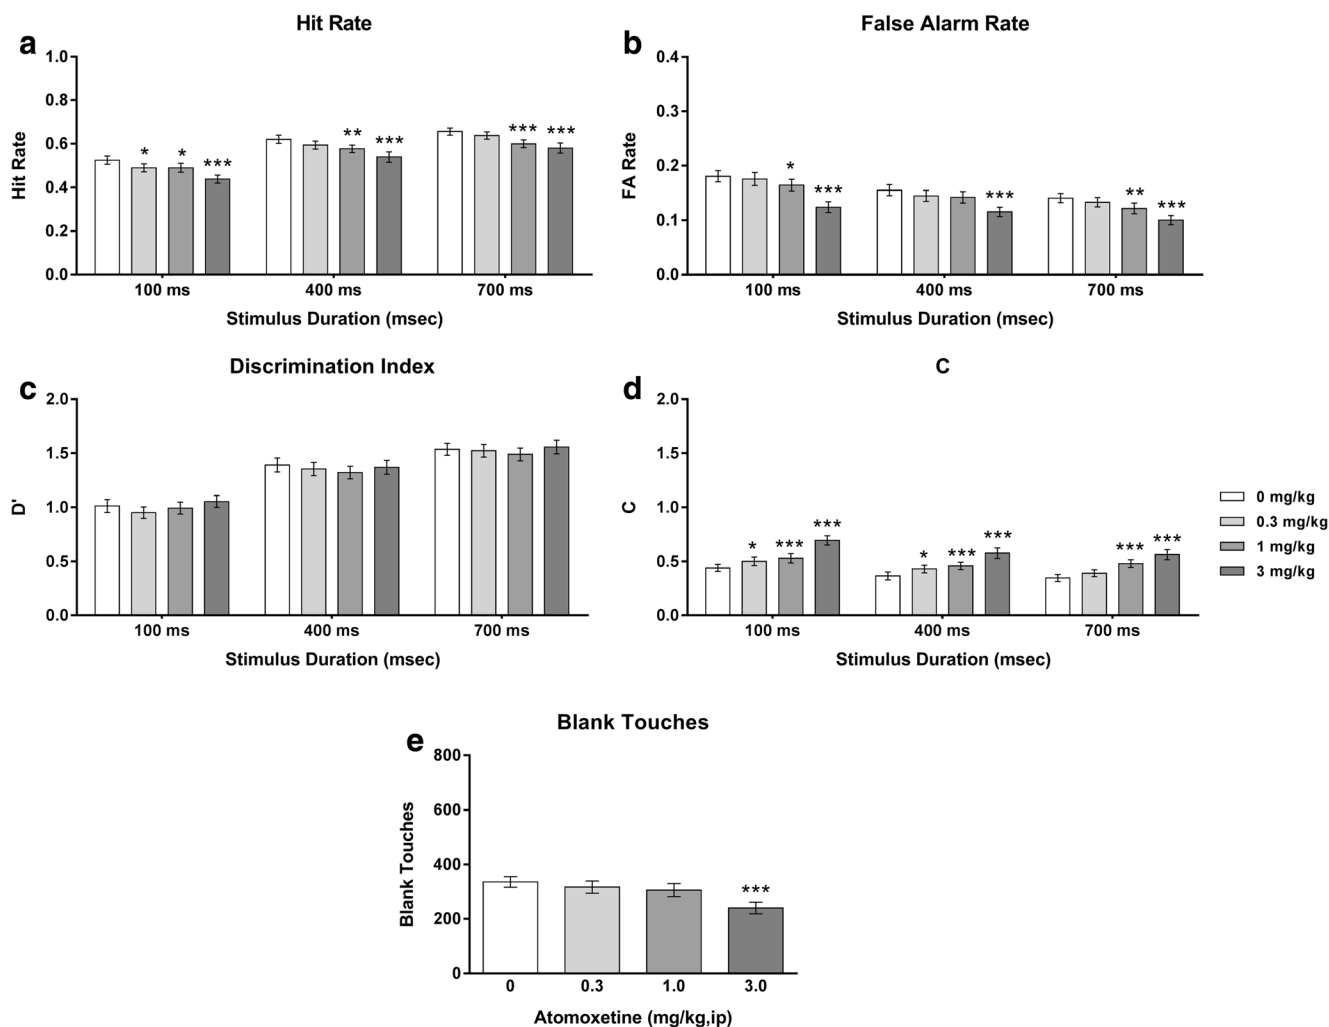 a
Hit Rate
Hit Rate
1.0
0.8
0.6
0.4
0.2
0.0
* * ***
** ***
*** ***
100 ms 400 ms 700 ms
Stimulus Duration (msec)
b
False Alarm Rate
FA Rate
0.4
0.3
0.2
0.1
0.0
* ***
***
** ***
100 ms 400 ms 700 ms
Stimulus Duration (msec)
c
Discrimination Index
D'
2.0
1.5
1.0
0.5
0.0
100 ms 400 ms 700 ms
Stimulus Duration (msec)
d
C
C
2.0
1.5
1.0
0.5
0.0
* *** ***
* *** ***
*** ***
100 ms 400 ms 700 ms
Stimulus Duration (msec)
0 mg/kg
0.3 mg/kg
1 mg/kg
3 mg/kg
e
Blank Touches
Blank Touches
800
600
400
200
0
***
0 0.3 1.0 3.0
Atomoxetine (mg/kg,ip)